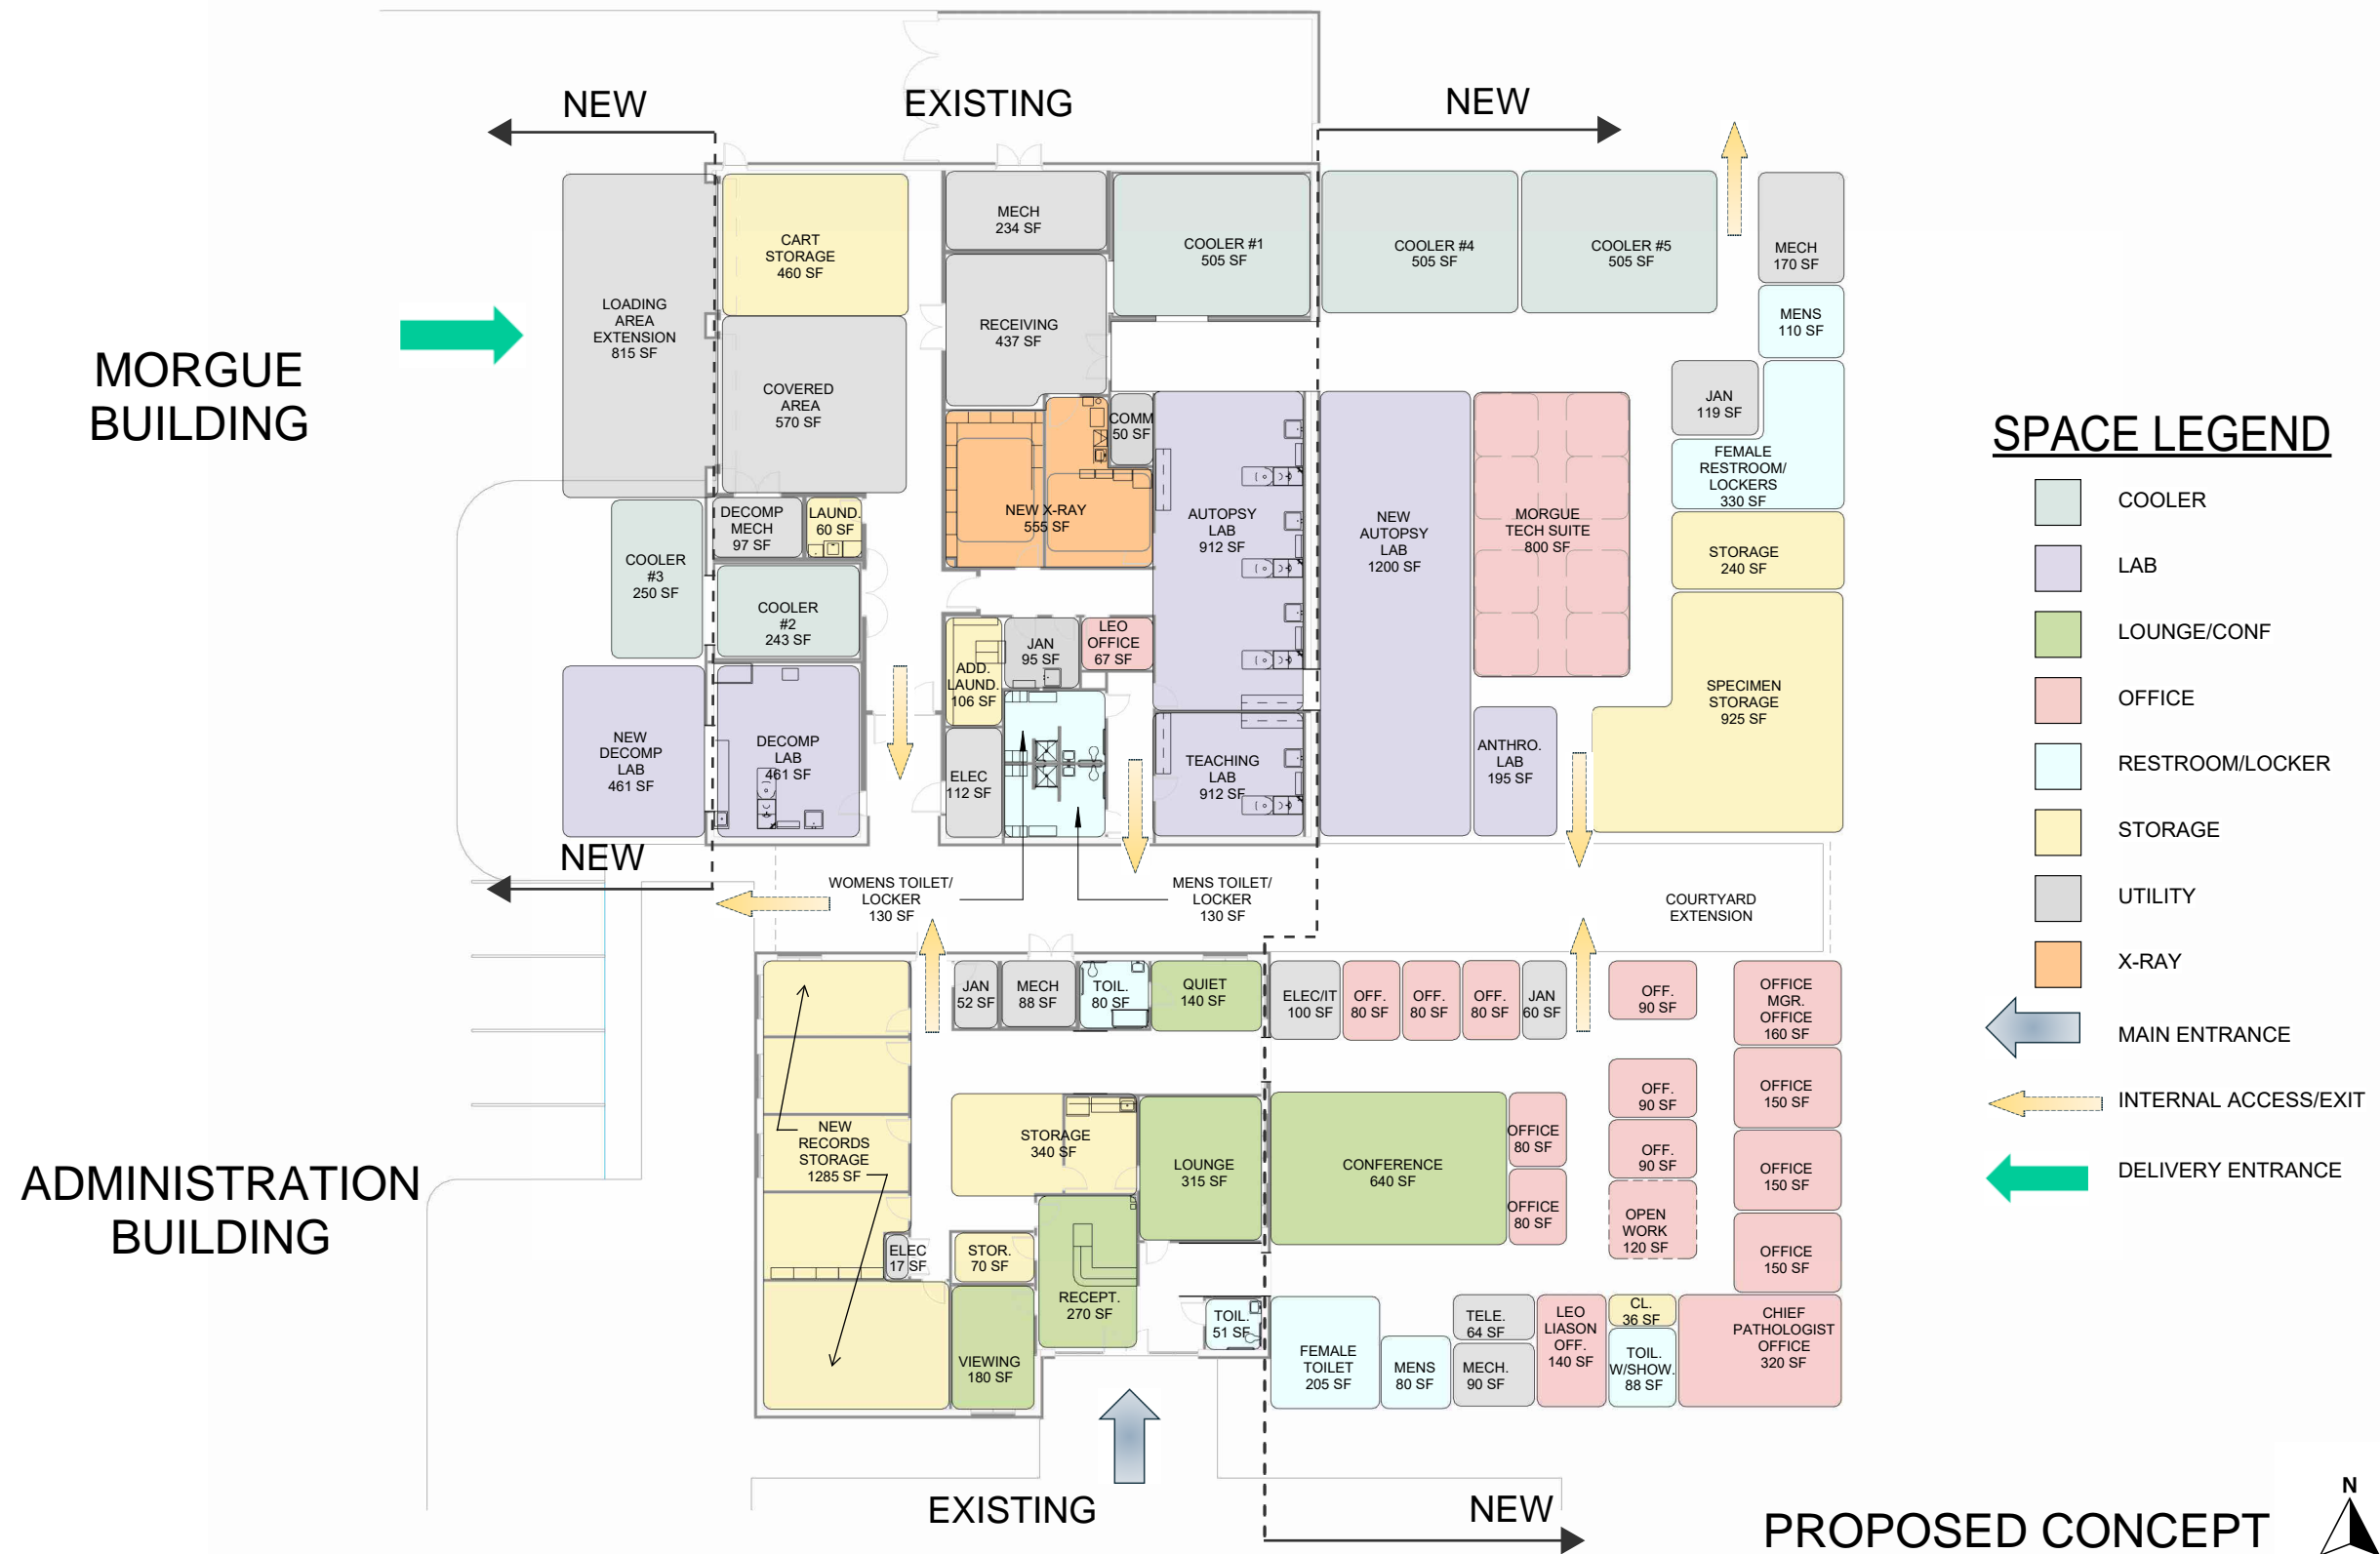 NEW
EXISTING
NEW
MORGUE
BUILDING
LOADING
AREA
EXTENSION
815 SF
CART
STORAGE
460 SF
COVERED
AREA
570 SF
MECH
234 SF
RECEIVING
437 SF
COOLER #1
505 SF
COOLER #4
505 SF
COOLER #5
505 SF
MECH
170 SF
MENS
110 SF
JAN
119 SF
FEMALE
RESTROOM/
LOCKERS
330 SF
COMM
50 SF
NEW X-RAY
555 SF
AUTOPSY
LAB
912 SF
NEW
AUTOPSY
LAB
1200 SF
MORGUE
TECH SUITE
800 SF
STORAGE
240 SF
SPECIMEN
STORAGE
925 SF
DECOMP
MECH
97 SF
LAUND.
60 SF
COOLER
#3
250 SF
COOLER
#2
243 SF
ADD.
LAUND.
106 SF
JAN
95 SF
LEO
OFFICE
67 SF
NEW
DECOMP
LAB
461 SF
DECOMP
LAB
461 SF
ELEC
112 SF
TEACHING
LAB
912 SF
ANTHRO.
LAB
195 SF
NEW
WOMENS TOILET/
LOCKER
130 SF
MENS TOILET/
LOCKER
130 SF
COURTYARD
EXTENSION
ADMINISTRATION
BUILDING
JAN
52 SF
MECH
88 SF
TOIL.
80 SF
QUIET
140 SF
ELEC/IT
100 SF
OFF.
80 SF
OFF.
80 SF
OFF.
80 SF
JAN
60 SF
OFF.
90 SF
OFFICE
MGR.
OFFICE
160 SF
NEW
RECORDS
STORAGE
1285 SF
STORAGE
340 SF
LOUNGE
315 SF
CONFERENCE
640 SF
OFFICE
80 SF
OFFICE
80 SF
OFF.
90 SF
OFF.
90 SF
OPEN
WORK
120 SF
OFFICE
150 SF
OFFICE
150 SF
OFFICE
150 SF
ELEC
17 SF
STOR.
70 SF
RECEPT.
270 SF
VIEWING
180 SF
TOIL.
51 SF
FEMALE
TOILET
205 SF
MENS
80 SF
TELE.
64 SF
MECH.
90 SF
LEO
LIASON
OFF.
140 SF
CL.
36 SF
TOIL.
W/SHOW.
88 SF
CHIEF
PATHOLOGIST
OFFICE
320 SF
EXISTING
NEW
SPACE LEGEND
COOLER
LAB
LOUNGE/CONF
OFFICE
RESTROOM/LOCKER
STORAGE
UTILITY
X-RAY
MAIN ENTRANCE
INTERNAL ACCESS/EXIT
DELIVERY ENTRANCE
PROPOSED CONCEPT
N